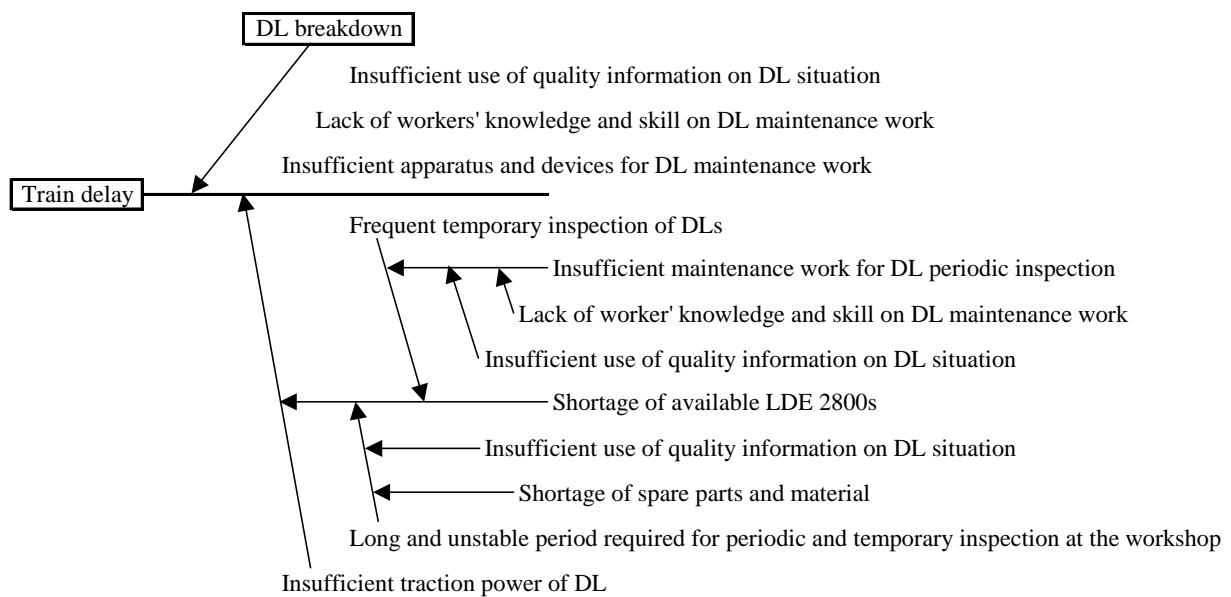 DL breakdown
Insufficient use of quality information on DL situation
Lack of workers' knowledge and skill on DL maintenance work
Insufficient apparatus and devices for DL maintenance work
Train delay
Frequent temporary inspection of DLs
Insufficient maintenance work for DL periodic inspection
Lack of worker' knowledge and skill on DL maintenance work
Insufficient use of quality information on DL situation
Shortage of available LDE 2800s
Insufficient use of quality information on DL situation
Shortage of spare parts and material
Long and unstable period required for periodic and temporary inspection at the workshop
Insufficient traction power of DL